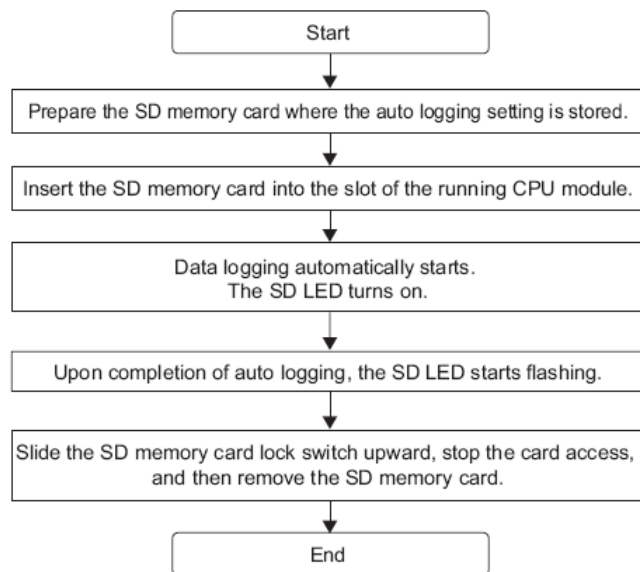 Start
Prepare the SD memory card where the auto logging setting is stored.
Insert the SD memory card into the slot of the running CPU module.
Data logging automatically starts.
The SD LED turns on.
Upon completion of auto logging, the SD LED starts flashing.
Slide the SD memory card lock switch upward, stop the card access,
and then remove the SD memory card.
End